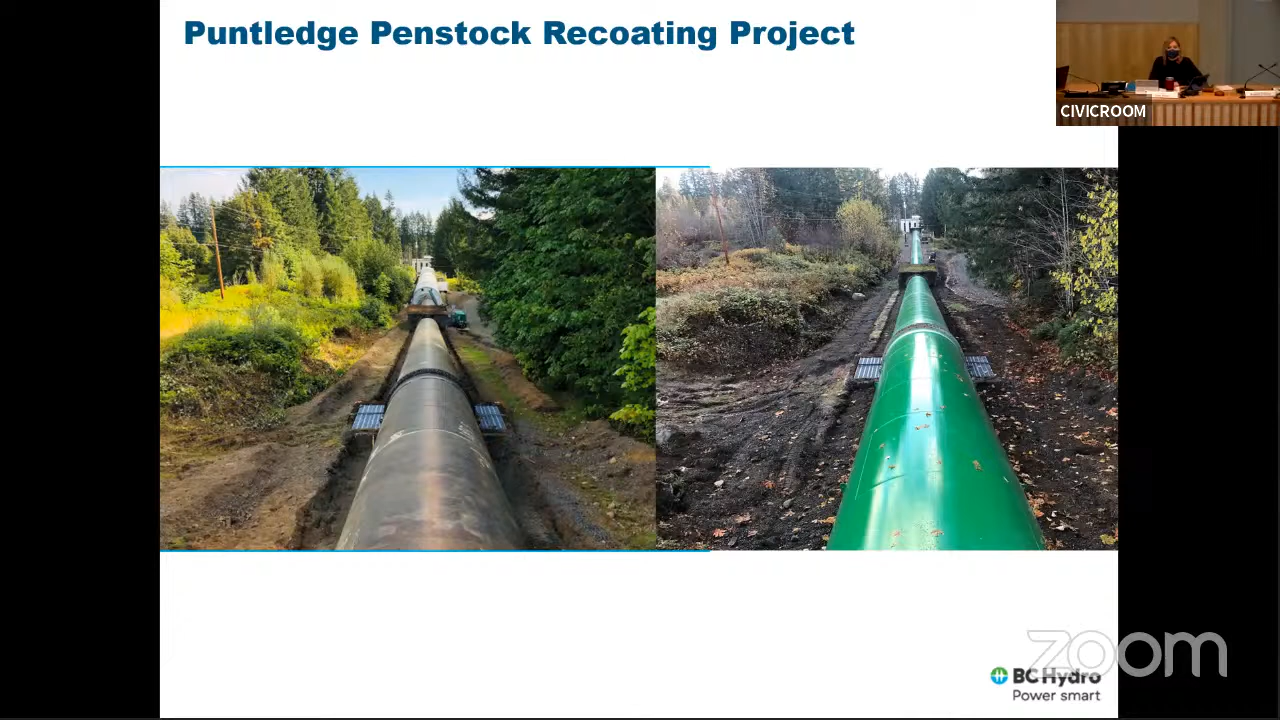 Puntledge Penstock Recoating Project
CIVICROOM
zoom
BC Hydro
Power smart